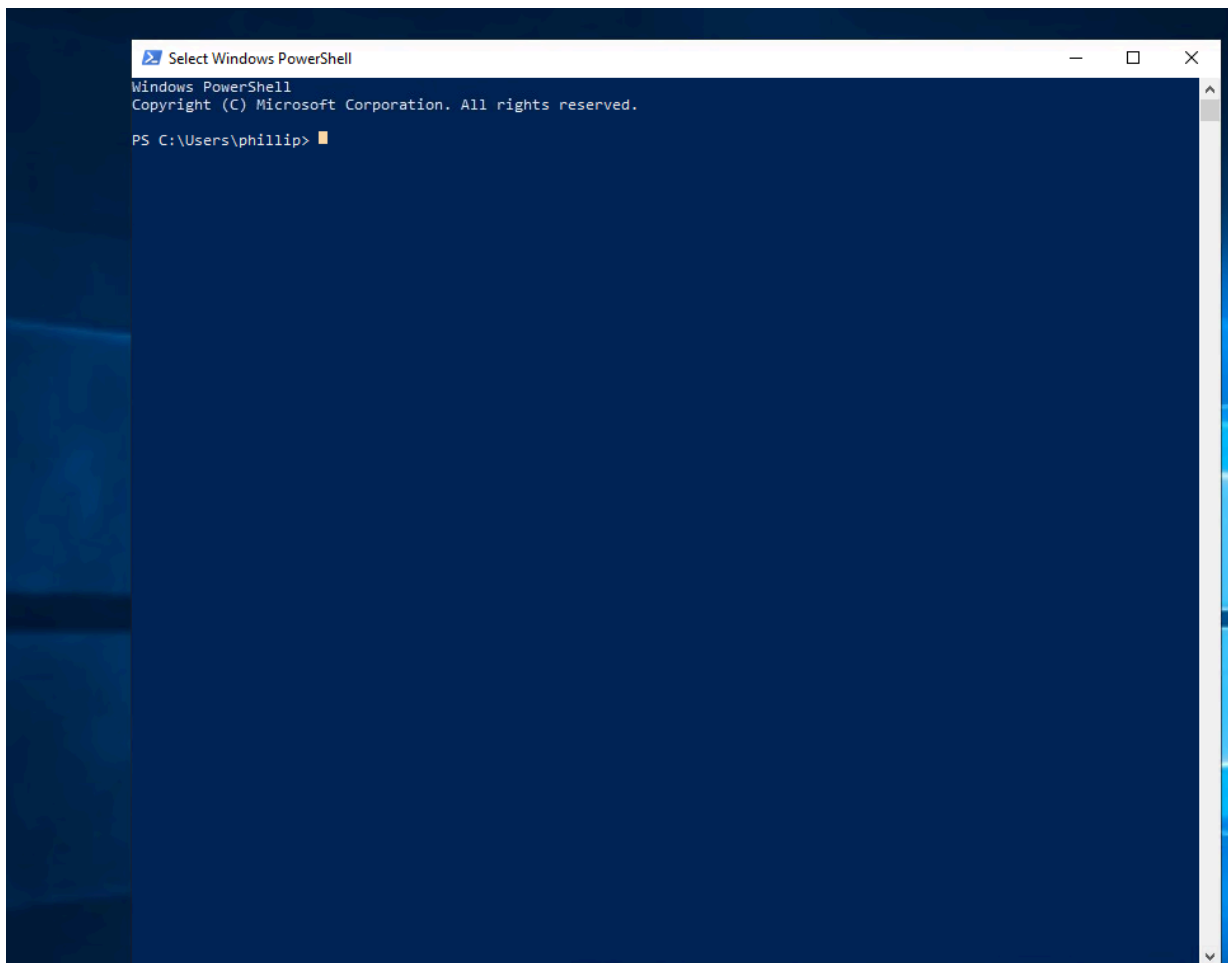 Select Windows PowerShell
Windows PowerShell
Copyright (C) Microsoft Corporation. All rights reserved.
PS C:\Users\phillip>